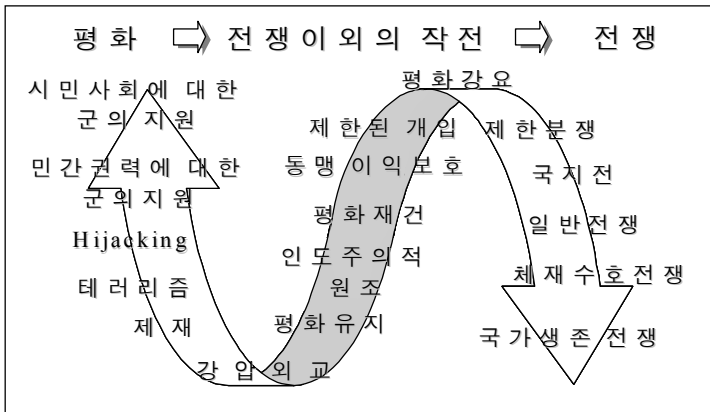 평화 전쟁이외의 작전 전쟁
시민사회에 대한
군의 지원
민간권력에 대한
군의지원
Hijacking
테러리즘
제재
강압외교
평화강요
제한된 개입
동맹이익보호
평화재건
인도주의적
원조
평화유지
제한분쟁
국지전
일반전쟁
체재수호전쟁
국가생존전쟁